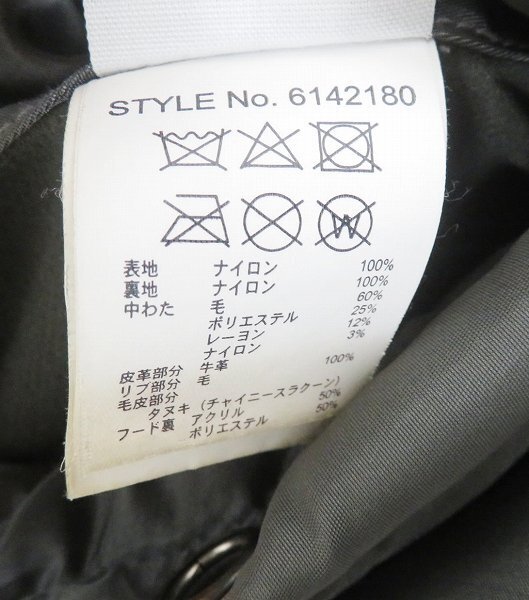 STYLE No. 6142180
W
表地 ナイロン 100%
裏地 ナイロン 100%
中わた 毛 60%
ポリエステル 25%
レーヨン 12%
ナイロン 3%
皮革部分 牛革
リブ部分 毛 100%
毛皮部分
タヌキ（チャイニースラクーン）
フード裏 アクリル 50%
ポリエステル 50%